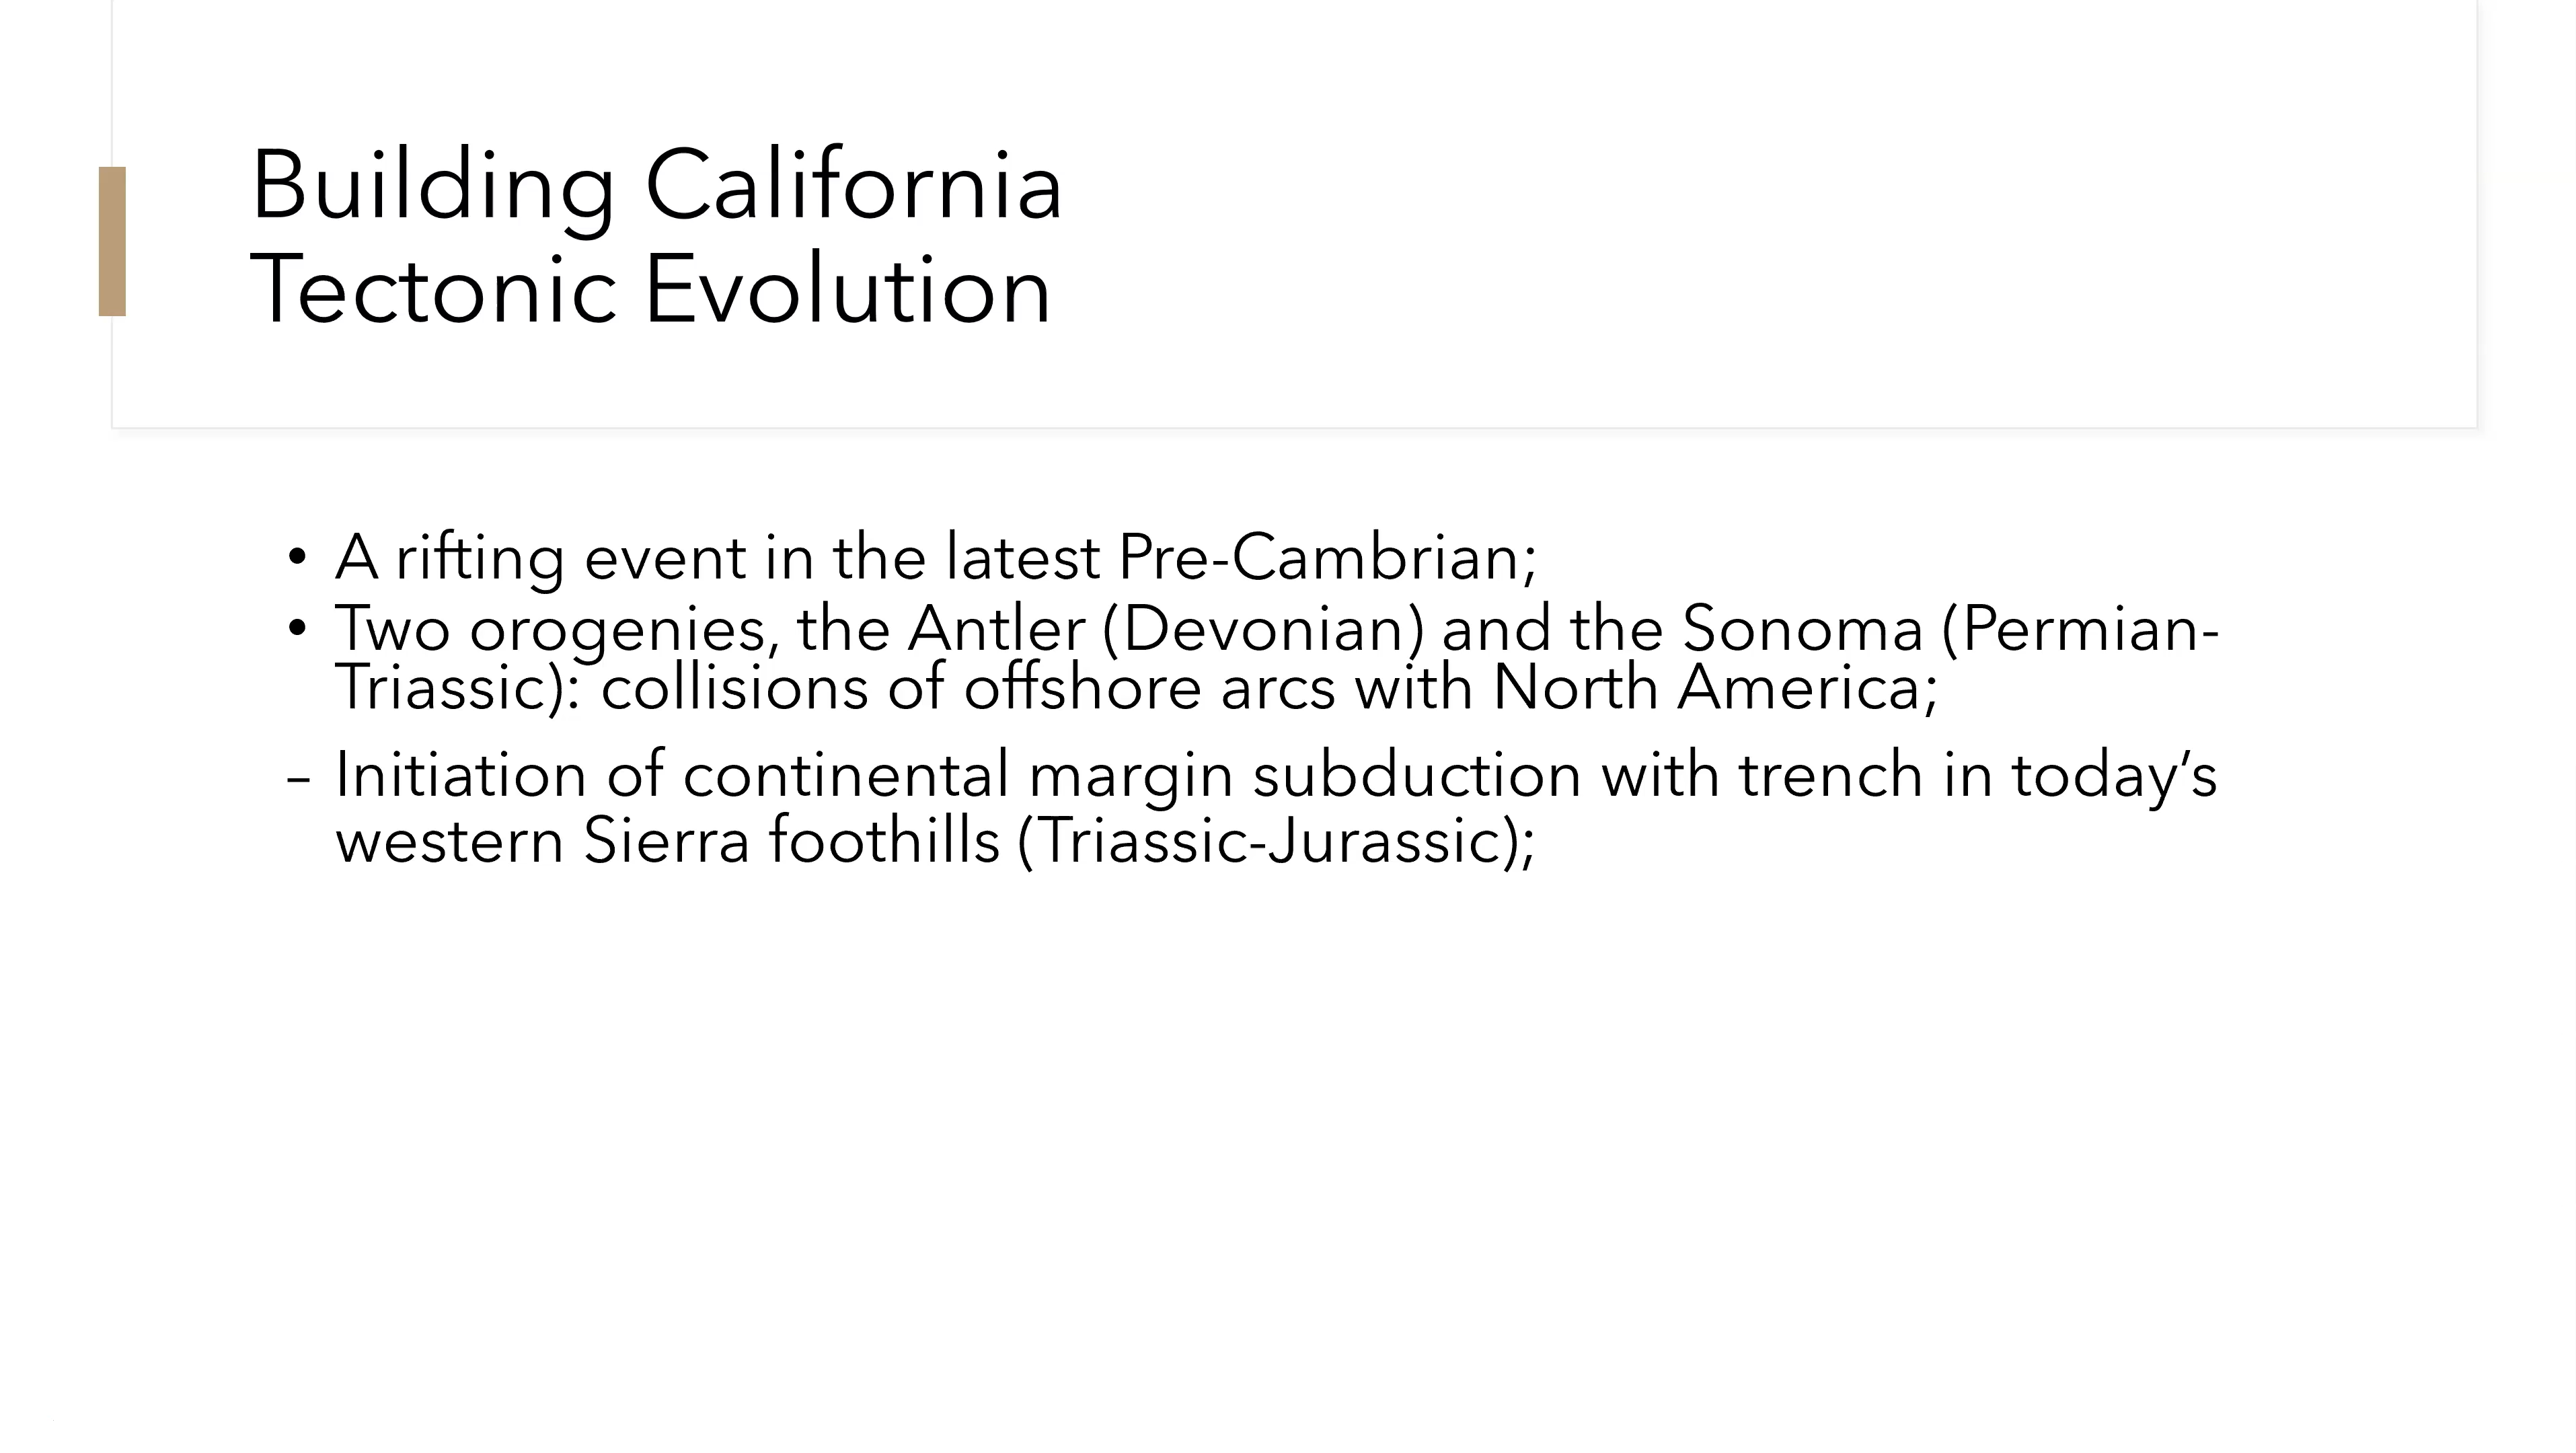 Building California
Tectonic Evolution
• A rifting event in the latest Pre-Cambrian;
• Two orogenies, the Antler (Devonian) and the Sonoma (Permian-
Triassic): collisions of offshore arcs with North America;
– Initiation of continental margin subduction with trench in today’s
western Sierra foothills (Triassic-Jurassic);